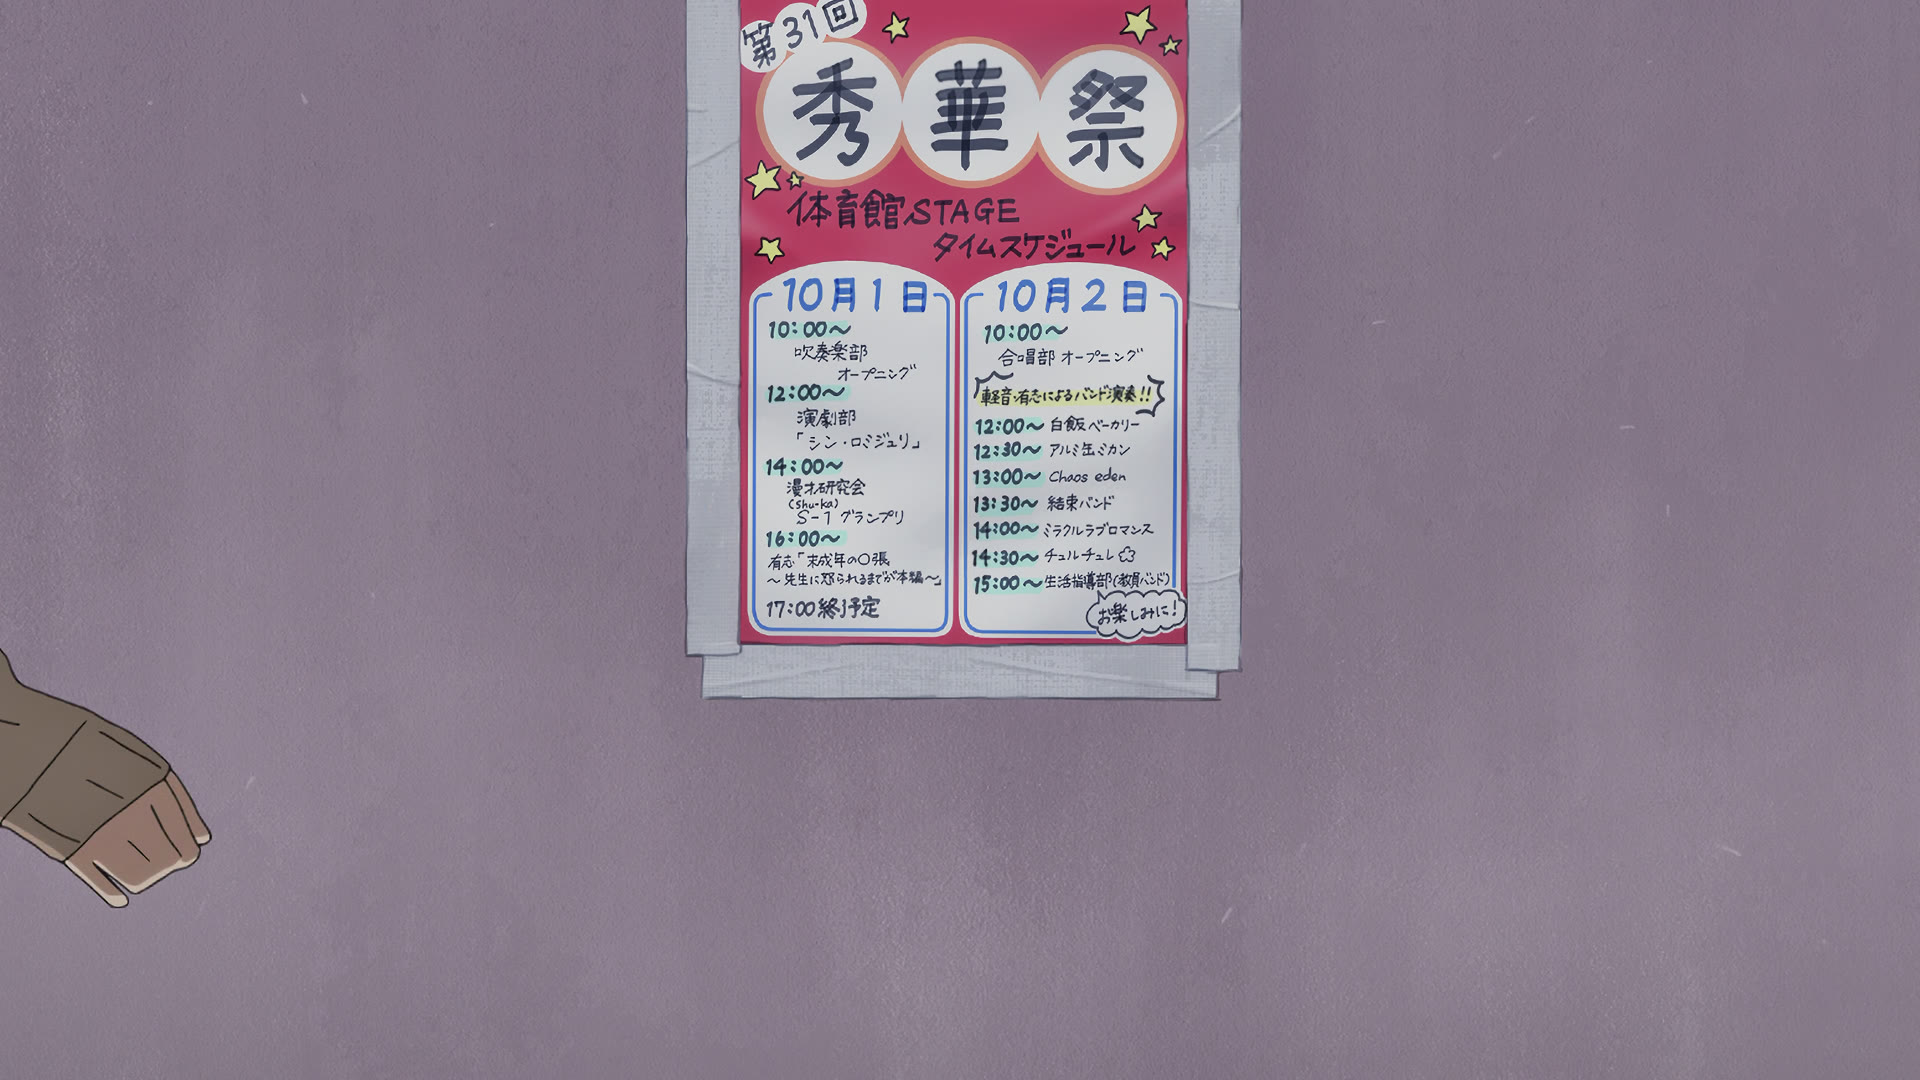 第31回
秀華祭
体育館STAGE
タイムスケジュール
10月1日
10:00〜
吹奏楽部
オープニング
12:00〜
演劇部
「シン・ロミジュリ」
14:00〜
漫才研究会
(shu-ka)
S-1グランプリ
16:00〜
有志「未成年の〇張
〜先生に怒られるまでが本編〜」
17:00終了予定
10月2日
10:00〜
合唱部 オープニング
軽音・有志によるバンド演奏!!
12:00〜 白飯ベーカリー
12:30〜 アルミ缶ミカン
13:00〜 Chaos eden
13:30〜 結束バンド
14:00〜 ミラクルラブロマンス
14:30〜 チュルチュレ
15:00〜 生活指導部(教員バンド)
お楽しみに!